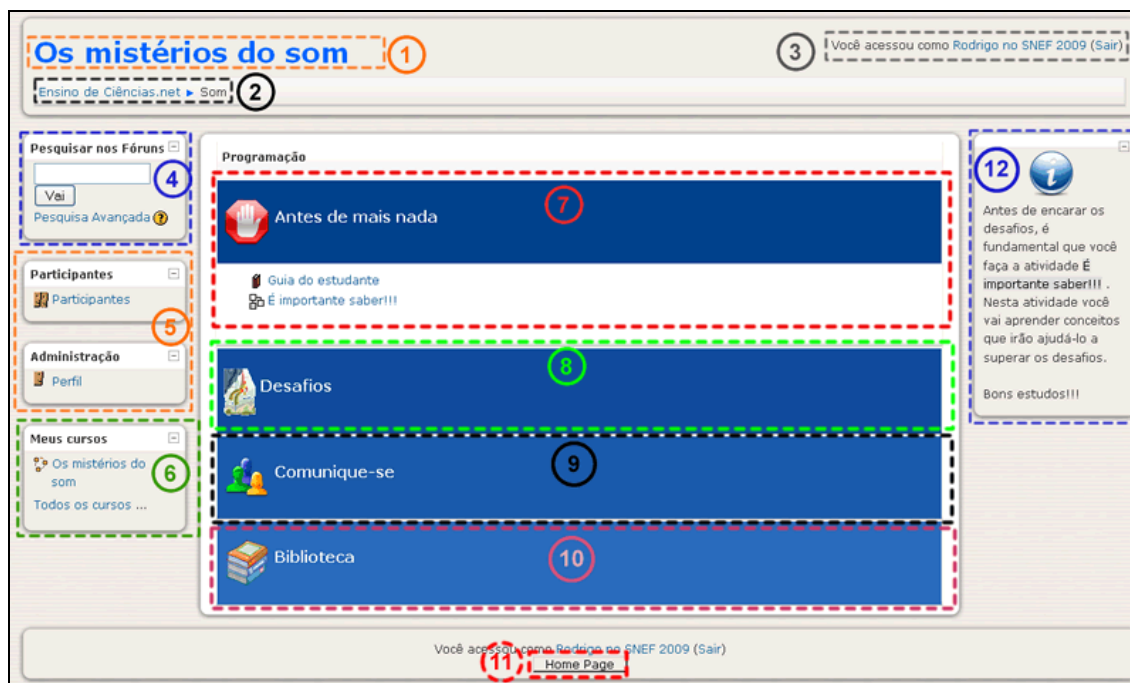 Os mistérios do som
1
3
Você acessou como Rodrigo no SNEF 2009 (Sair)
Ensino de Ciências.net ► Som
2
Pesquisar nos Fóruns
4
Vai
Pesquisa Avançada ?
Participantes
Participantes
5
Administração
Perfil
Meus cursos
Os mistérios do
som
6
Todos os cursos ...
Programação
7
Antes de mais nada
Guia do estudante
É importante saber!!!
8
Desafios
9
Comunique-se
10
Biblioteca
12
i
Antes de encarar os
desafios, é
fundamental que você
faça a atividade É
importante saber!!! .
Nesta atividade você
vai aprender conceitos
que irão ajudá-lo a
superar os desafios.
Bons estudos!!!
Você acessou como Rodrigo no SNEF 2009 (Sair)
11
Home Page